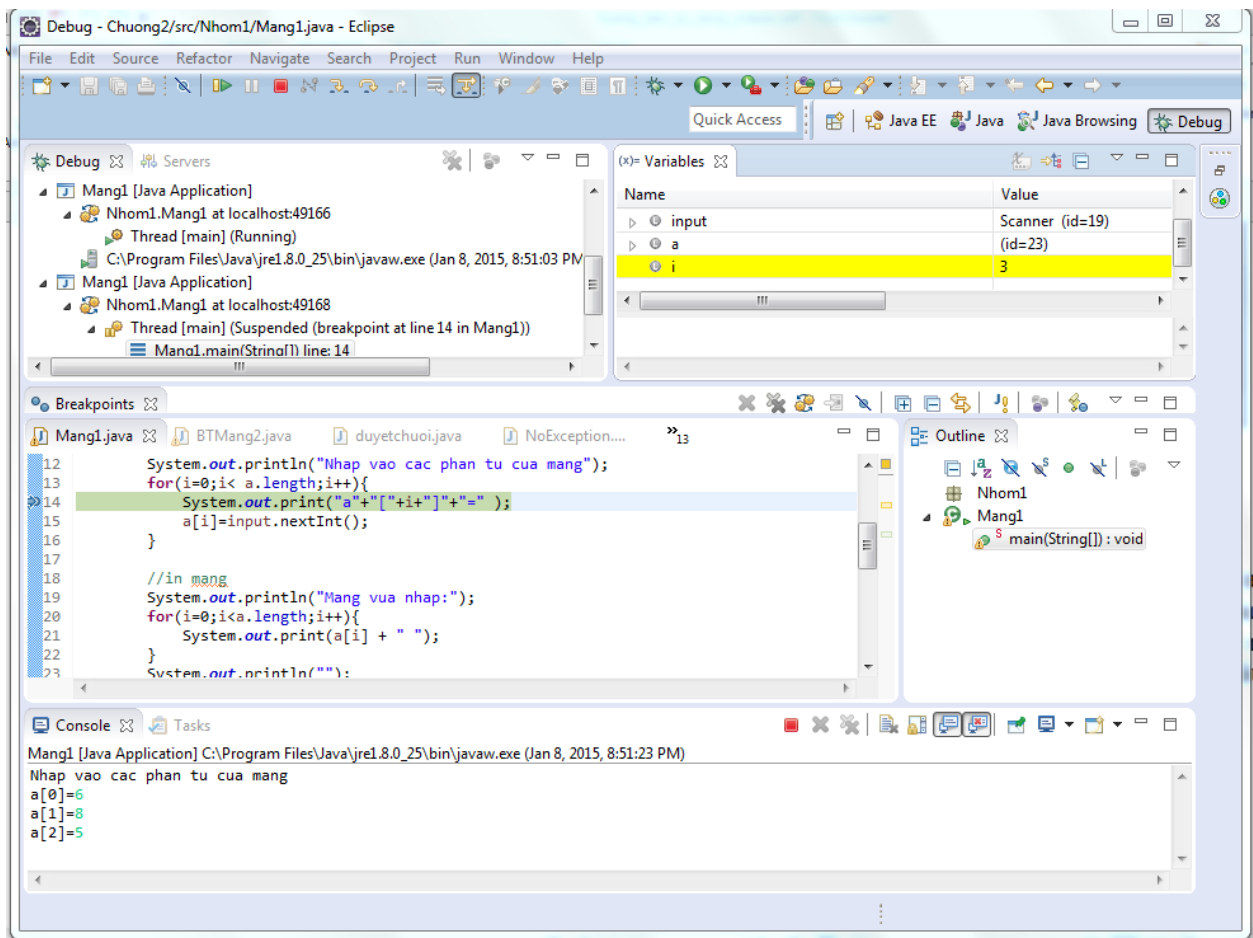 Debug - Chuong2/src/Nhom1/Mang1.java - Eclipse
File Edit Source Refactor Navigate Search Project Run Window Help
Quick Access Java EE Java Java Browsing Debug
Debug Servers
Mang1 [Java Application]
Nhom1.Mang1 at localhost:49166
Thread [main] (Running)
C:\Program Files\Java\jre1.8.0_25\bin\javaw.exe (Jan 8, 2015, 8:51:03 PM
Mang1 [Java Application]
Nhom1.Mang1 at localhost:49168
Thread [main] (Suspended (breakpoint at line 14 in Mang1))
Mang1.main(String[]) line: 14
(x)= Variables
Name Value
input Scanner (id=19)
a (id=23)
i 3
Breakpoints
Mang1.java BTMang2.java duyetchuoi.java NoException.... »13
12 System.out.println("Nhap vao cac phan tu cua mang");
13 for(i=0;i< a.length;i++){
14 System.out.print("a"+"["+i+"]"+"=" );
15 a[i]=input.nextInt();
16 }
17
18 //in mang
19 System.out.println("Mang vua nhap:");
20 for(i=0;i<a.length;i++){
21 System.out.print(a[i] + " ");
22 }
23 System.out.println("");
Outline
Nhom1
Mang1
main(String[]) : void
Console Tasks
Mang1 [Java Application] C:\Program Files\Java\jre1.8.0_25\bin\javaw.exe (Jan 8, 2015, 8:51:23 PM)
Nhap vao cac phan tu cua mang
a[0]=6
a[1]=8
a[2]=5